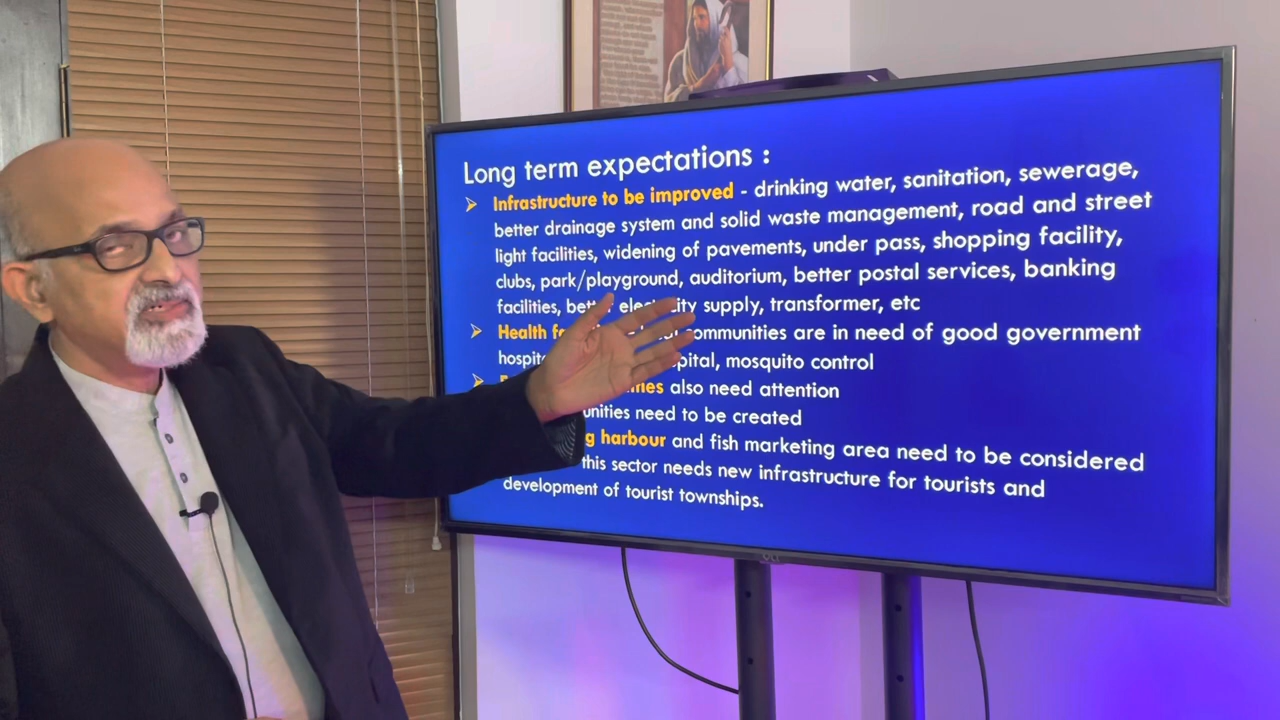 Long term expectations :
➤ Infrastructure to be improved - drinking water, sanitation, sewerage,
better drainage system and solid waste management, road and street
light facilities, widening of pavements, under pass, shopping facility,
clubs, park/playground, auditorium, better postal services, banking
facilities, supply, transformer, etc
➤ Health communities are in need of good government
mosquito control
➤ also need attention
need to be created
harbour and fish marketing area need to be considered
this sector needs new infrastructure for tourists and
development of tourist townships.